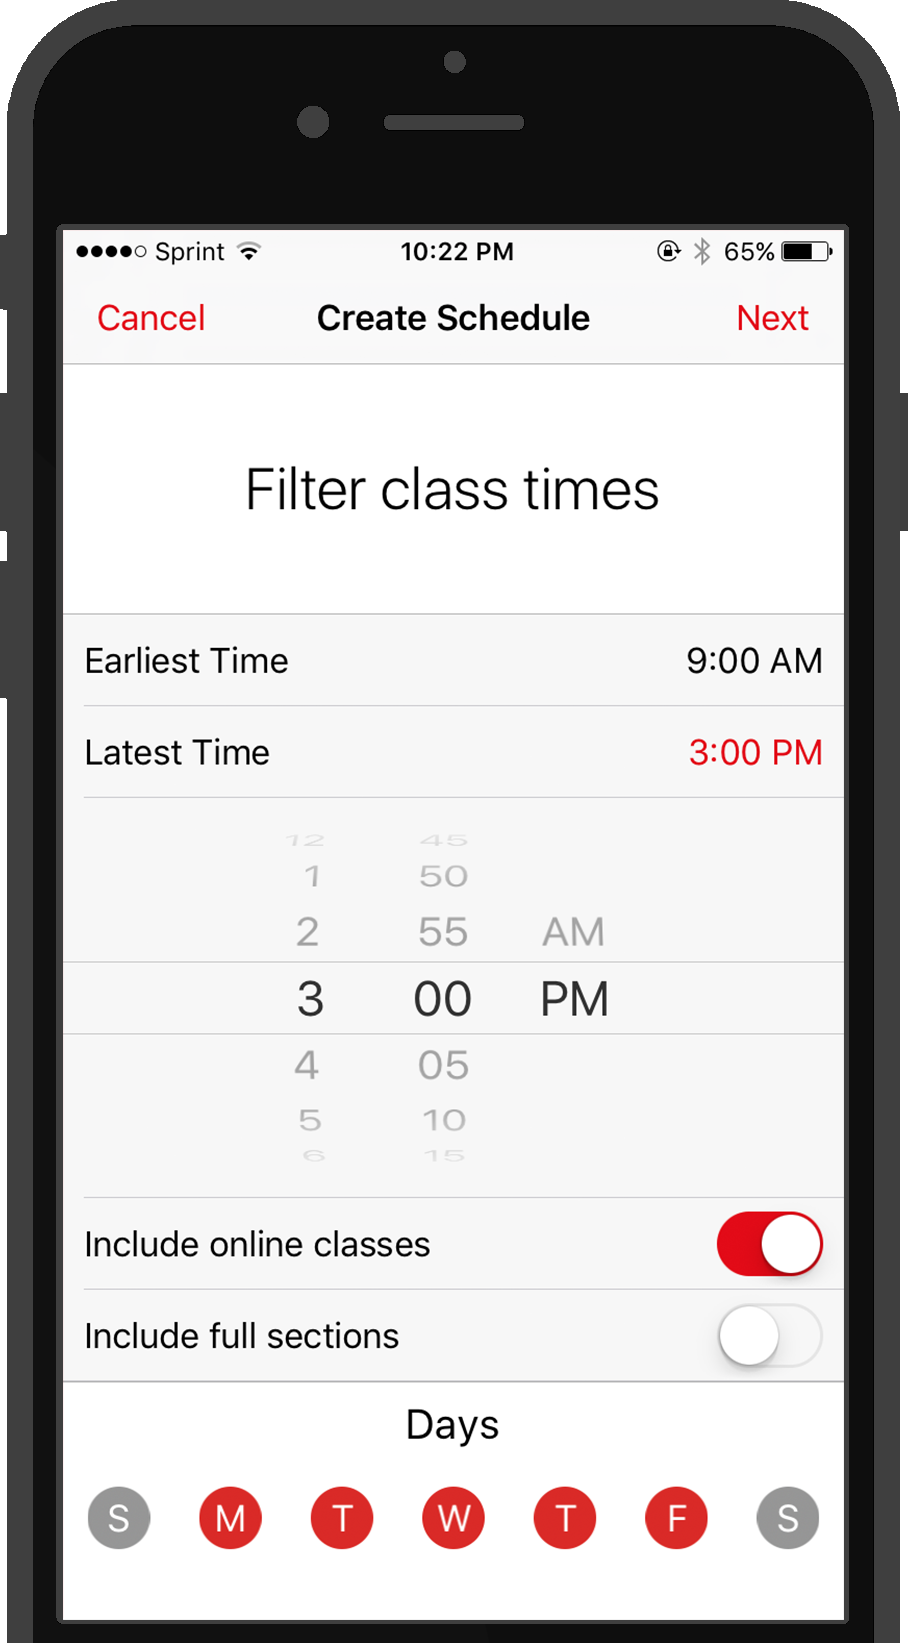 Sprint 10:22 PM 65%
Cancel Create Schedule Next
Filter class times
Earliest Time 9:00 AM
Latest Time 3:00 PM
12 45
1 50
2 55 AM
3 00 PM
4 05
5 10
6 15
Include online classes
Include full sections
Days
S M T W T F S